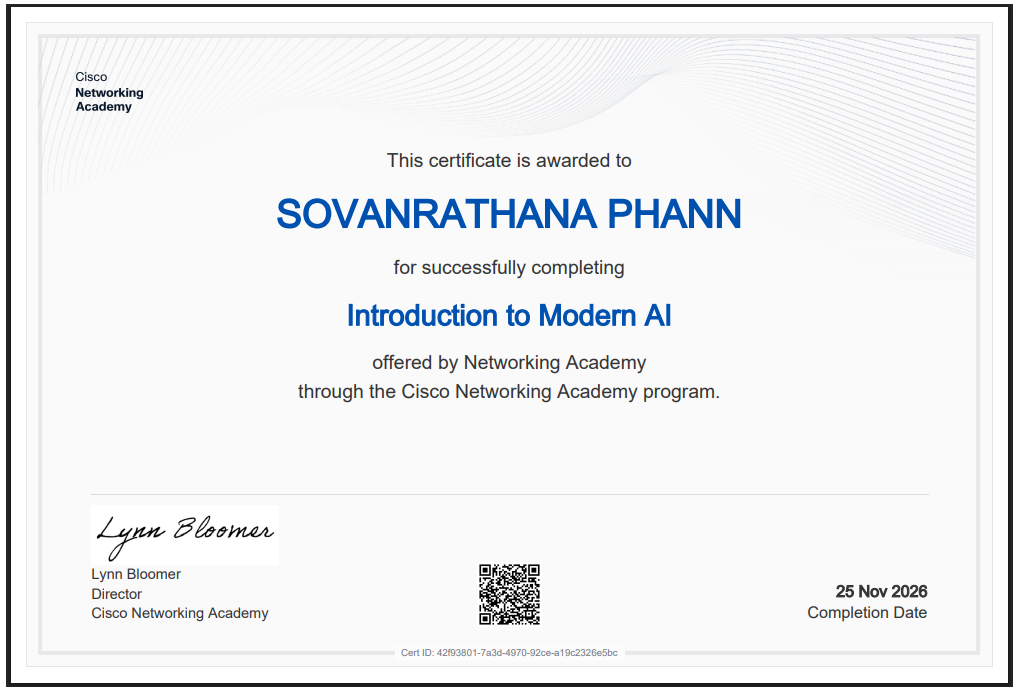 Cisco
Networking
Academy
This certificate is awarded to
SOVANRATHANA PHANN
for successfully completing
Introduction to Modern AI
offered by Networking Academy
through the Cisco Networking Academy program.
Lynn Bloomer
Lynn Bloomer
Director
Cisco Networking Academy
25 Nov 2026
Completion Date
Cert ID: 42f93801-7a3d-4970-92ce-a19c2326e5bc